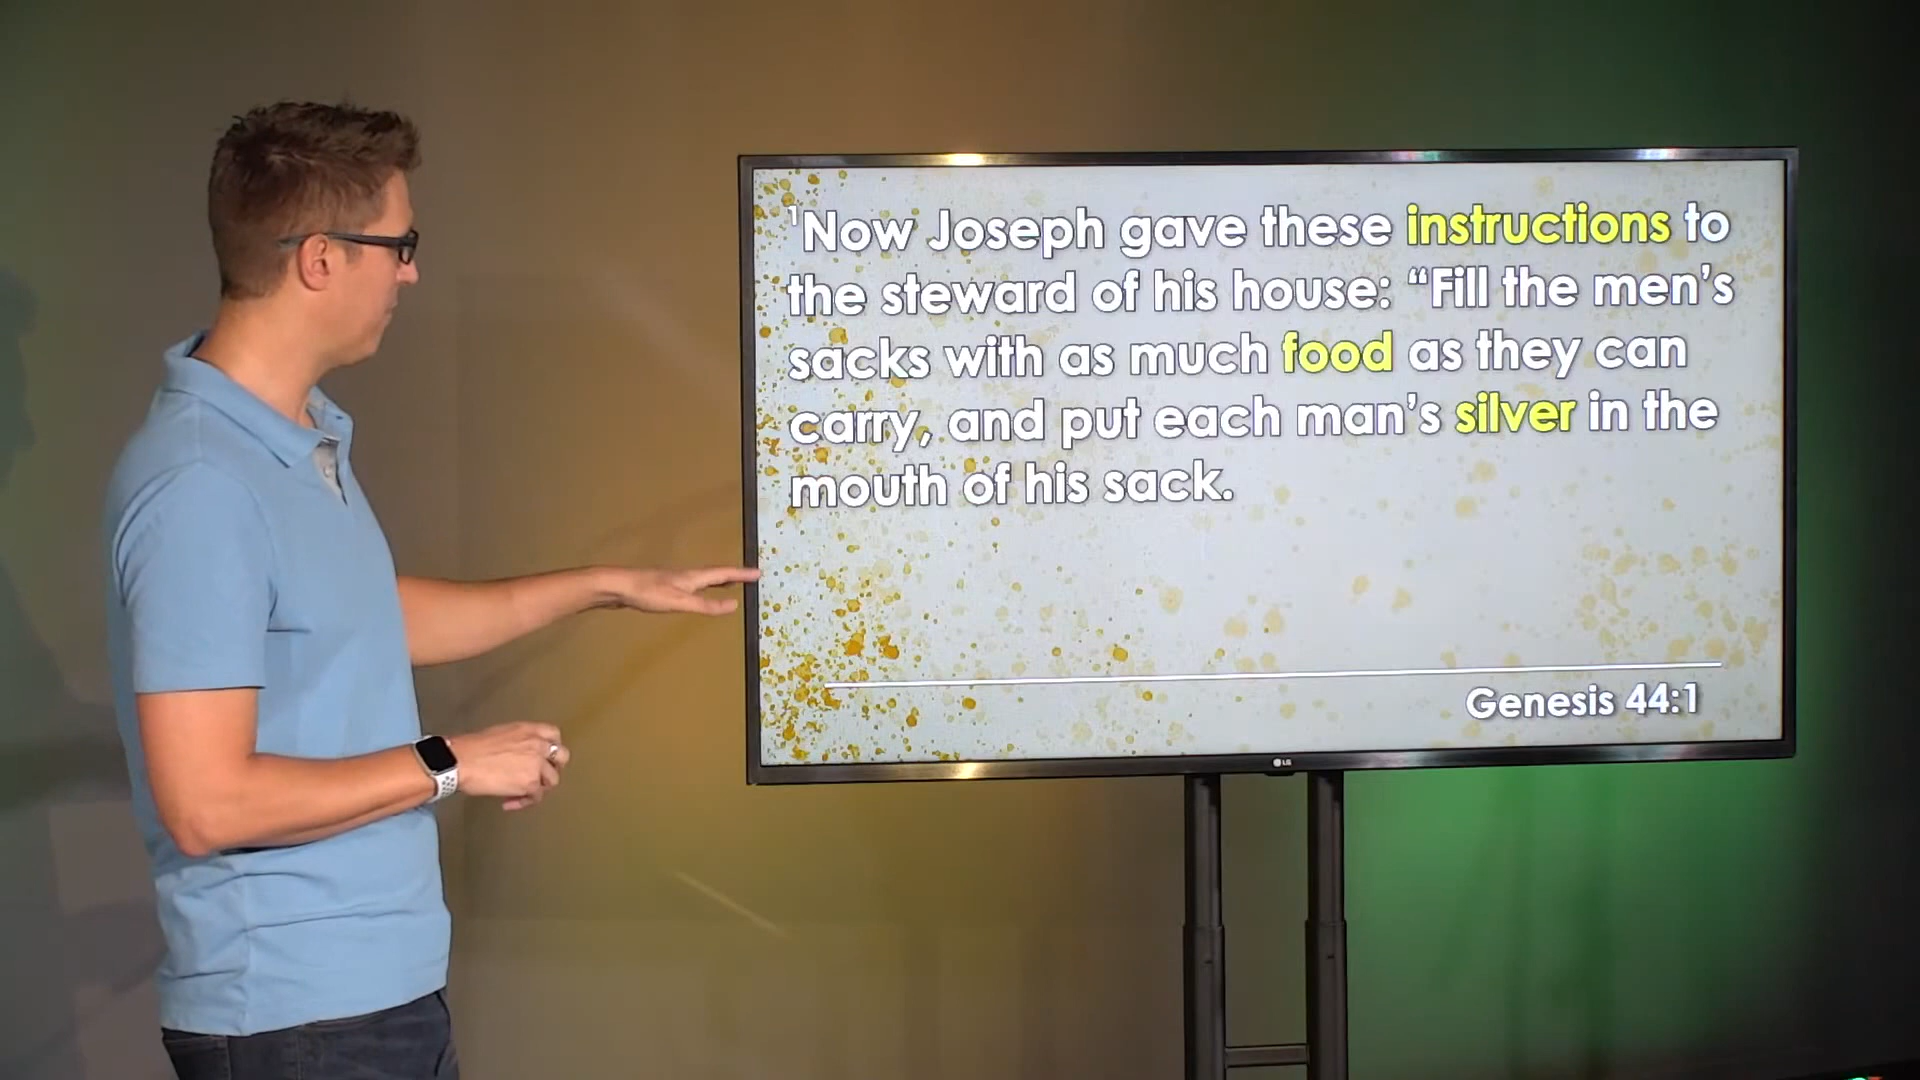 ¹Now Joseph gave these instructions to
the steward of his house: “Fill the men’s
sacks with as much food as they can
carry, and put each man’s silver in the
mouth of his sack.
Genesis 44:1
LG